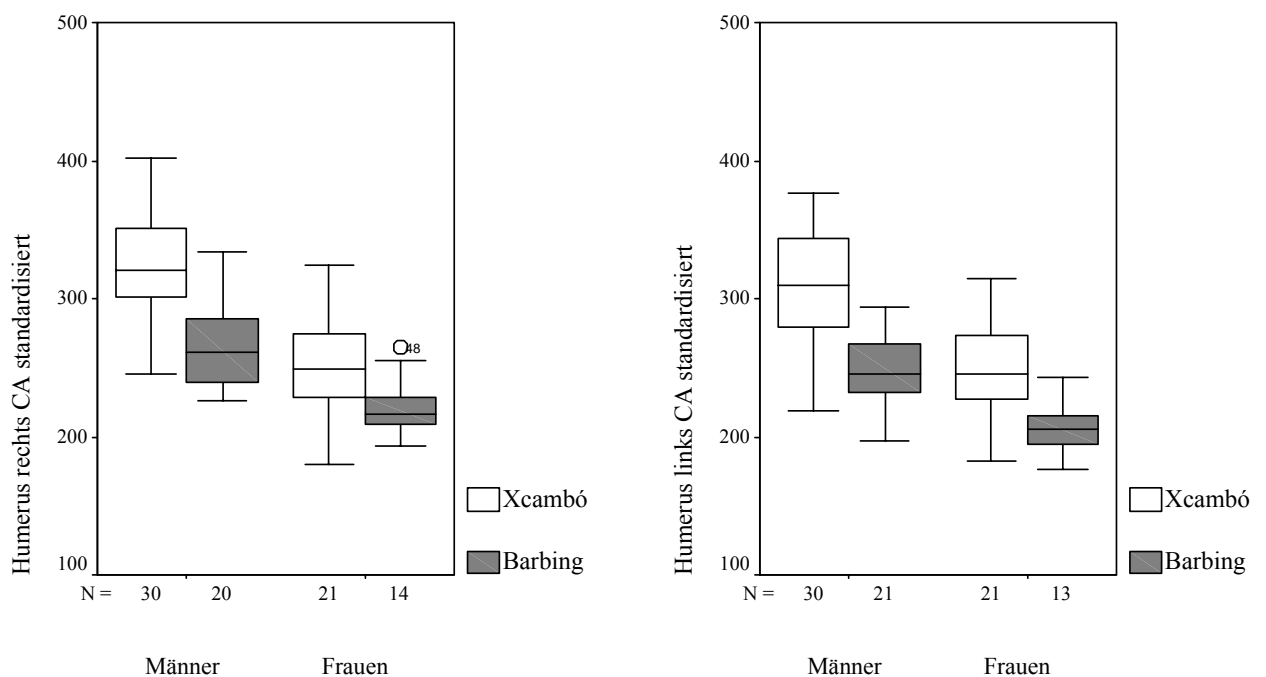 Humerus rechts CA standardisiert
500
400
300
200
100
48
N = 30 20 21 14
Männer Frauen
Xcambó
Barbing
Humerus links CA standardisiert
500
400
300
200
100
N = 30 21 21 13
Männer Frauen
Xcambó
Barbing